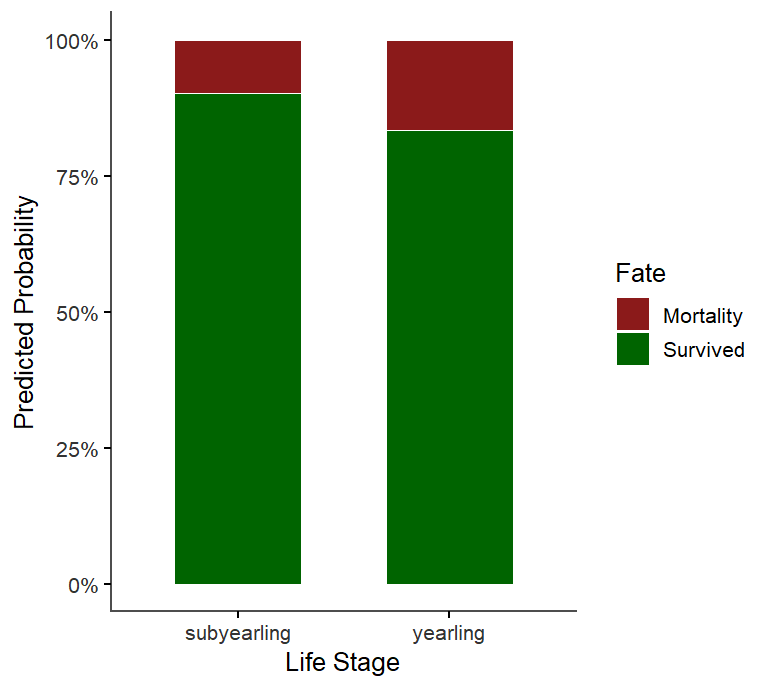 Predicted Probability
100%
75%
50%
25%
0%
subyearling
yearling
Life Stage
Fate
Mortality
Survived